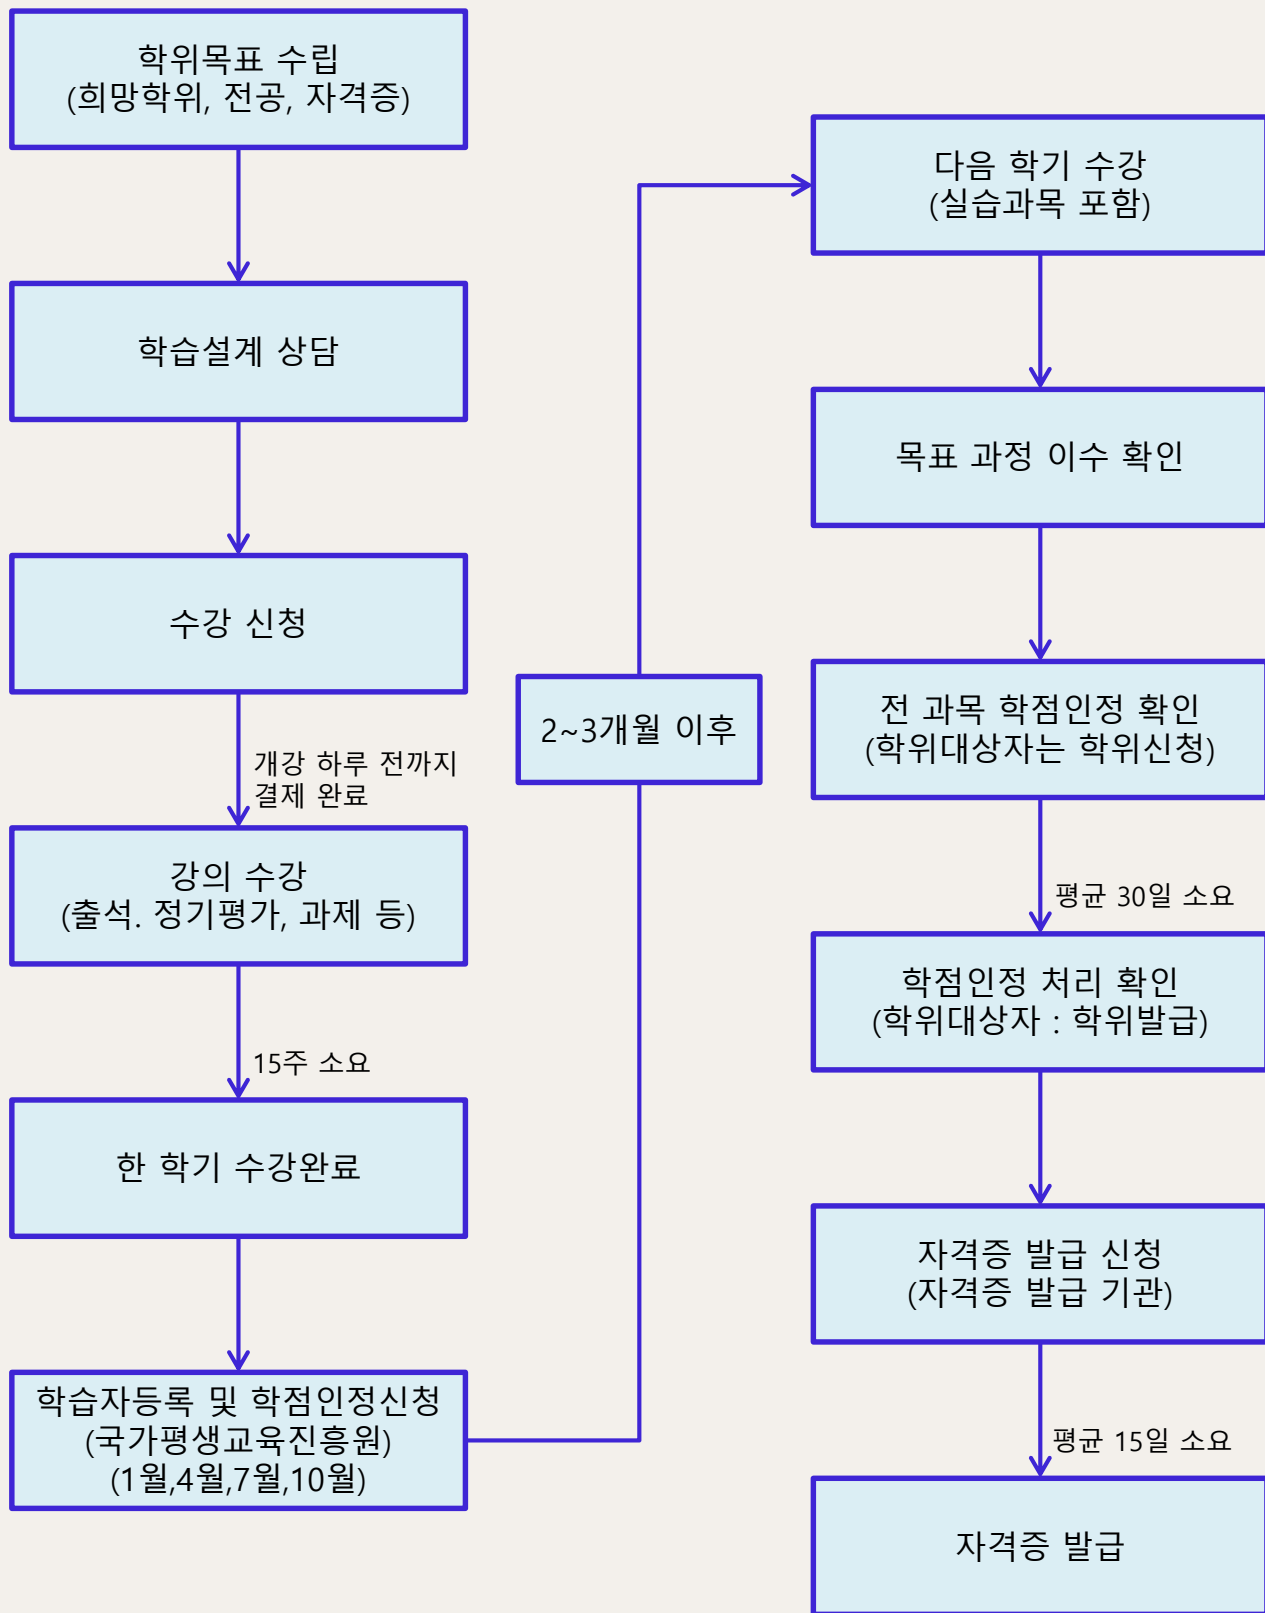 학위목표 수립
(희망학위, 전공, 자격증)
학습설계 상담
수강 신청
개강 하루 전까지
결제 완료
강의 수강
(출석. 정기평가, 과제 등)
15주 소요
한 학기 수강완료
학습자등록 및 학점인정신청
(국가평생교육진흥원)
(1월,4월,7월,10월)
2~3개월 이후
다음 학기 수강
(실습과목 포함)
목표 과정 이수 확인
전 과목 학점인정 확인
(학위대상자는 학위신청)
평균 30일 소요
학점인정 처리 확인
(학위대상자 : 학위발급)
자격증 발급 신청
(자격증 발급 기관)
평균 15일 소요
자격증 발급